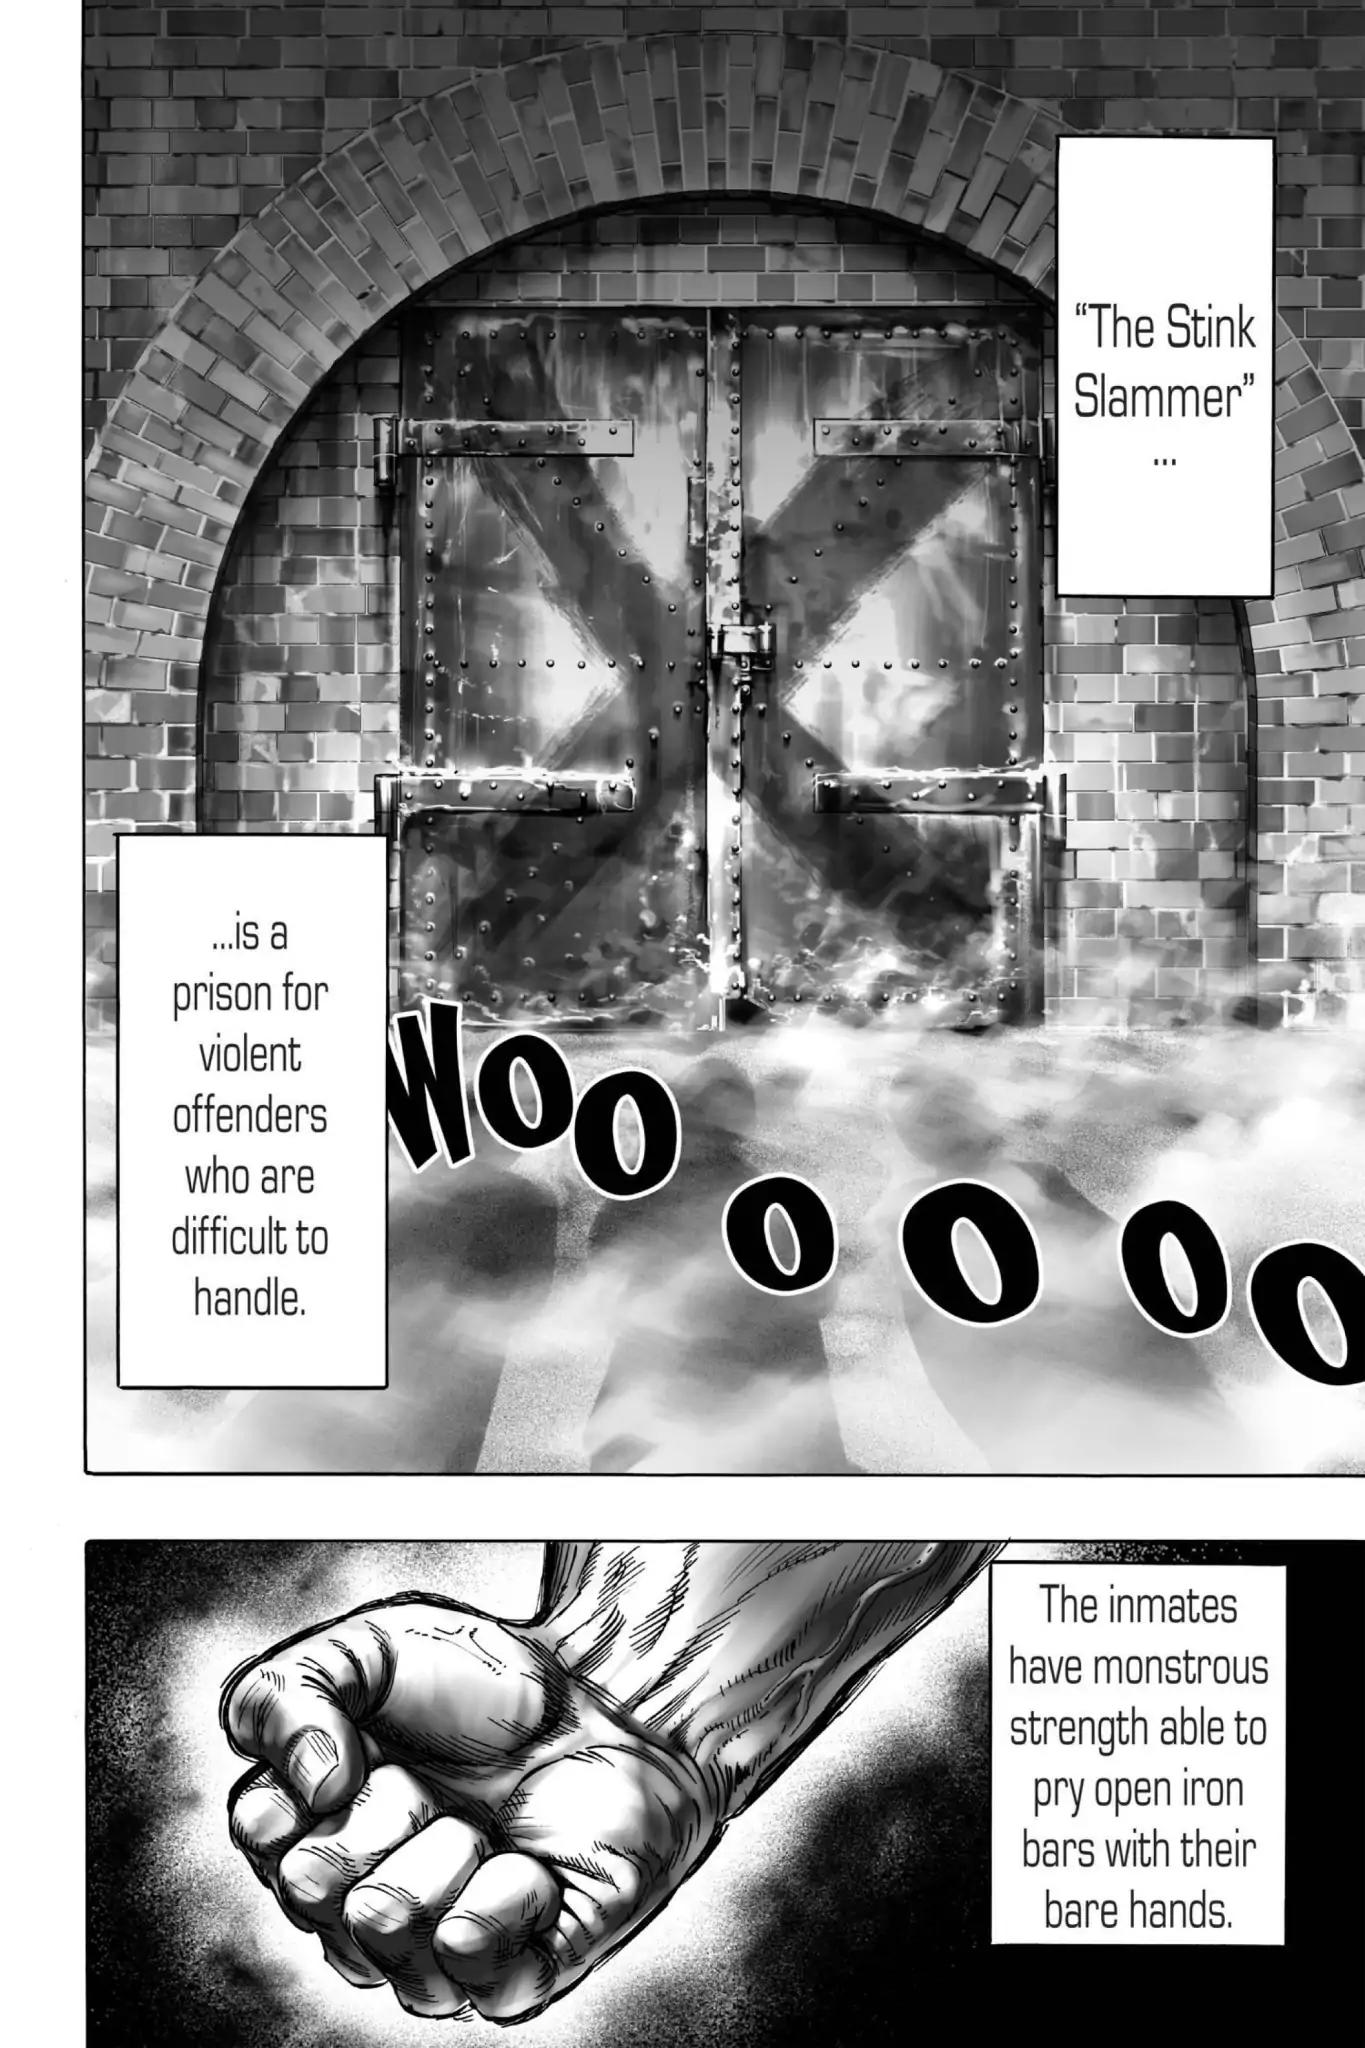 “The Stink
Slammer”
...
...is a
prison for
violent
offenders
who are
difficult to
handle.
WOO
O O O O
The inmates
have monstrous
strength able to
pry open iron
bars with their
bare hands.